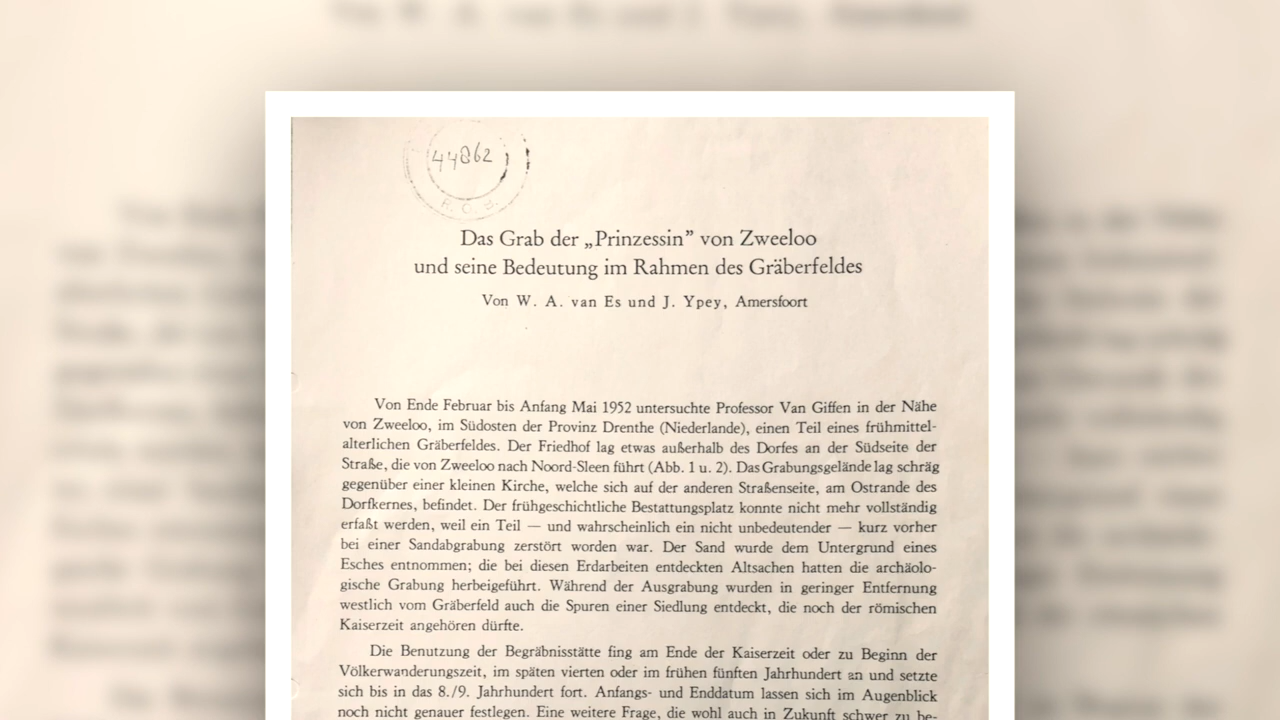 44862
R. O. B.
Das Grab der „Prinzessin” von Zweeloo
und seine Bedeutung im Rahmen des Gräberfeldes
Von W. A. van Es und J. Ypey, Amersfoort
Von Ende Februar bis Anfang Mai 1952 untersuchte Professor Van Giffen in der Nähe
von Zweeloo, im Südosten der Provinz Drenthe (Niederlande), einen Teil eines frühmittel-
alterlichen Gräberfeldes. Der Friedhof lag etwas außerhalb des Dorfes an der Südseite der
Straße, die von Zweeloo nach Noord-Sleen führt (Abb. 1 u. 2). Das Grabungsgelände lag schräg
gegenüber einer kleinen Kirche, welche sich auf der anderen Straßenseite, am Ostrande des
Dorfkernes, befindet. Der frühgeschichtliche Bestattungsplatz konnte nicht mehr vollständig
erfaßt werden, weil ein Teil — und wahrscheinlich ein nicht unbedeutender — kurz vorher
bei einer Sandabgrabung zerstört worden war. Der Sand wurde dem Untergrund eines
Esches entnommen; die bei diesen Erdarbeiten entdeckten Altsachen hatten die archäolo-
gische Grabung herbeigeführt. Während der Ausgrabung wurden in geringer Entfernung
westlich vom Gräberfeld auch die Spuren einer Siedlung entdeckt, die noch der römischen
Kaiserzeit angehören dürfte.
Die Benutzung der Begräbnisstätte fing am Ende der Kaiserzeit oder zu Beginn der
Völkerwanderungszeit, im späten vierten oder im frühen fünften Jahrhundert an und setzte
sich bis in das 8./9. Jahrhundert fort. Anfangs- und Enddatum lassen sich im Augenblick
noch nicht genauer festlegen. Eine weitere Frage, die wohl auch in Zukunft schwer zu be-